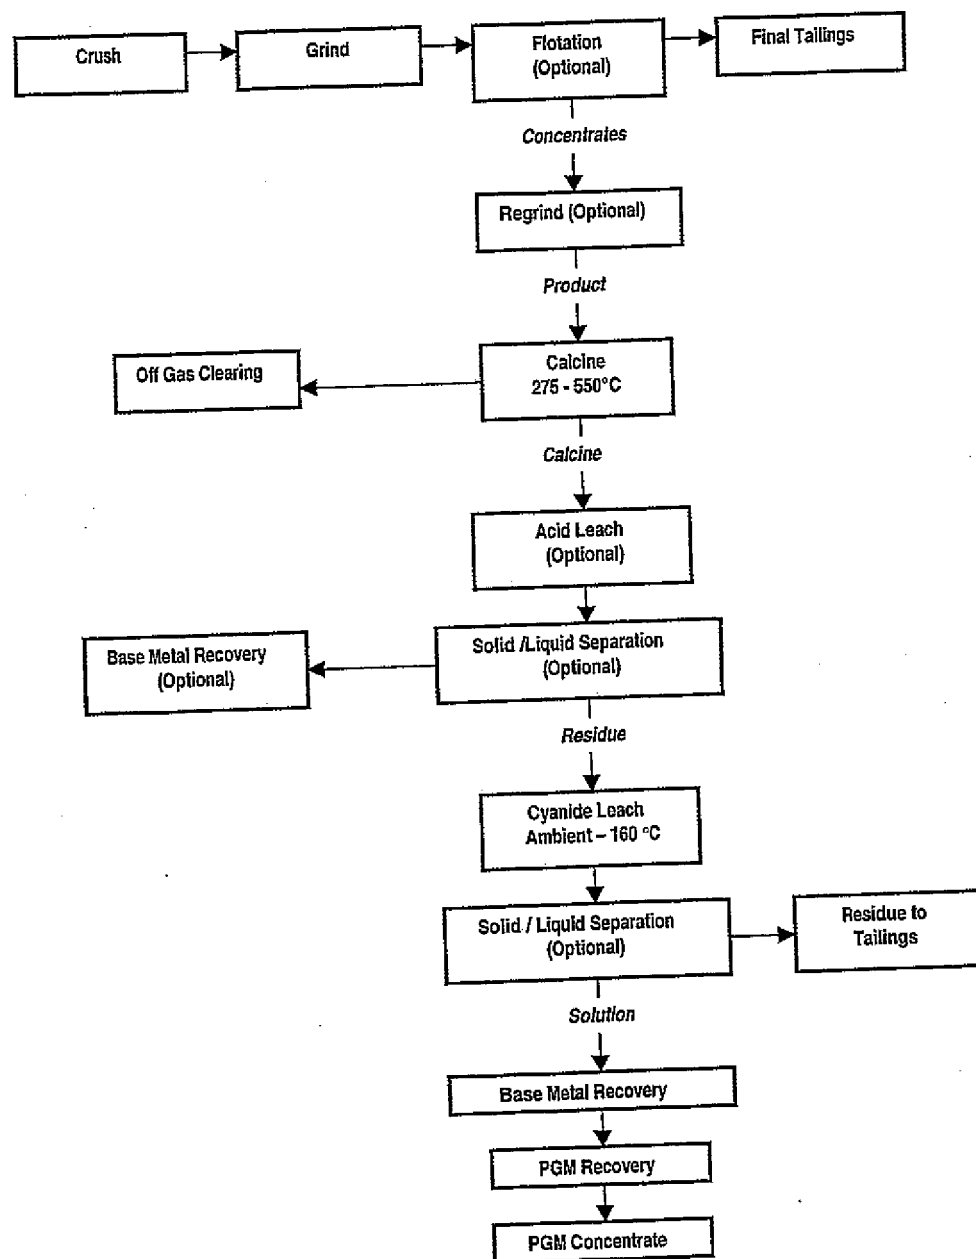 Crush
Grind
Flotation
(Optional)
Final Tailings
Concentrates
Regrind (Optional)
Product
Calcine
275 - 550°C
Off Gas Clearing
Calcine
Acid Leach
(Optional)
Solid /Liquid Separation
(Optional)
Base Metal Recovery
(Optional)
Residue
Cyanide Leach
Ambient – 160 °C
Solid / Liquid Separation
(Optional)
Residue to
Tailings
Solution
Base Metal Recovery
PGM Recovery
PGM Concentrate